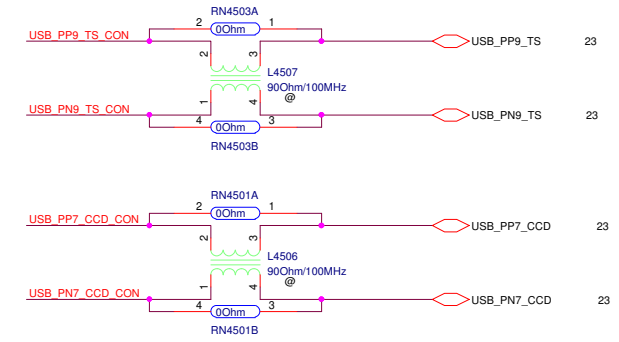 RN4503A
2 0Ohm 1
USB_PP9_TS_CON
USB_PP9_TS 23
2 3
L4507
90Ohm/100MHz
@
1 4
USB_PN9_TS_CON
USB_PN9_TS 23
4 0Ohm 3
RN4503B
RN4501A
2 0Ohm 1
USB_PP7_CCD_CON
USB_PP7_CCD 23
2 3
L4506
90Ohm/100MHz
@
1 4
USB_PN7_CCD_CON
USB_PN7_CCD 23
4 0Ohm 3
RN4501B